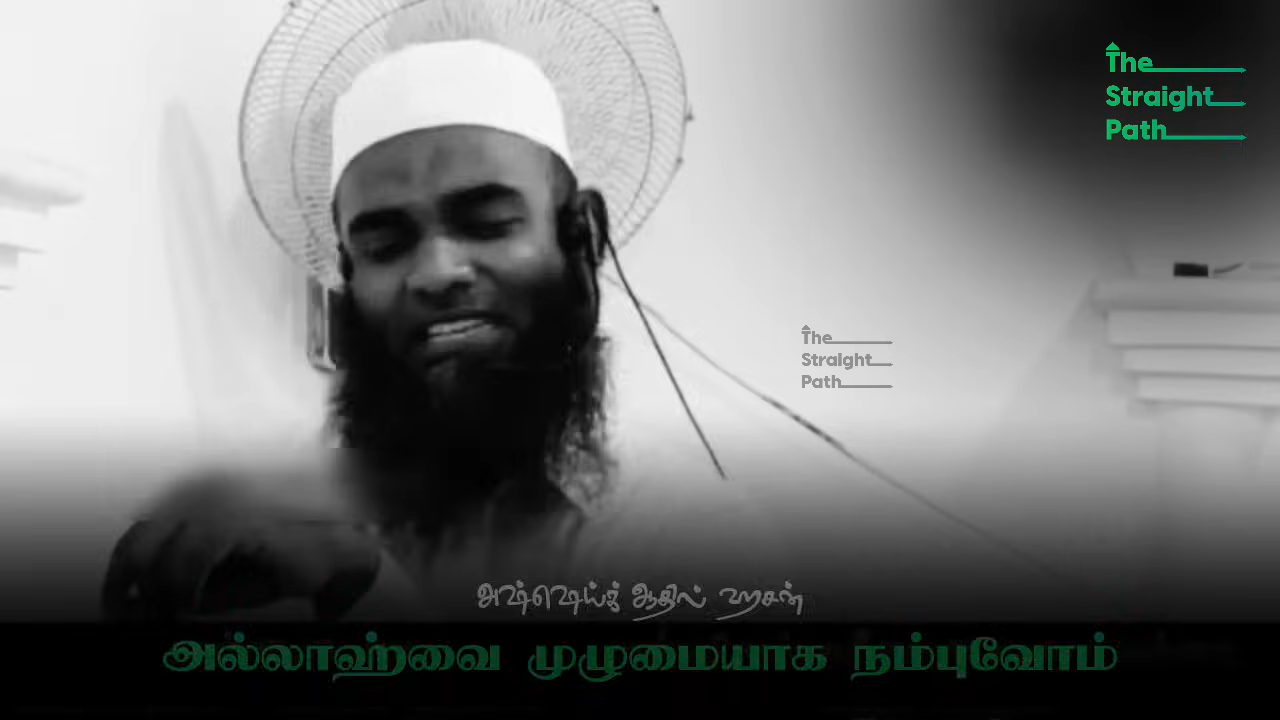 The
Straight
Path
The
Straight
Path
அஷ்ஷெய்க் ஆதில் ஹசன்
அல்லாஹ்வை முழுமையாக நம்புவோம்